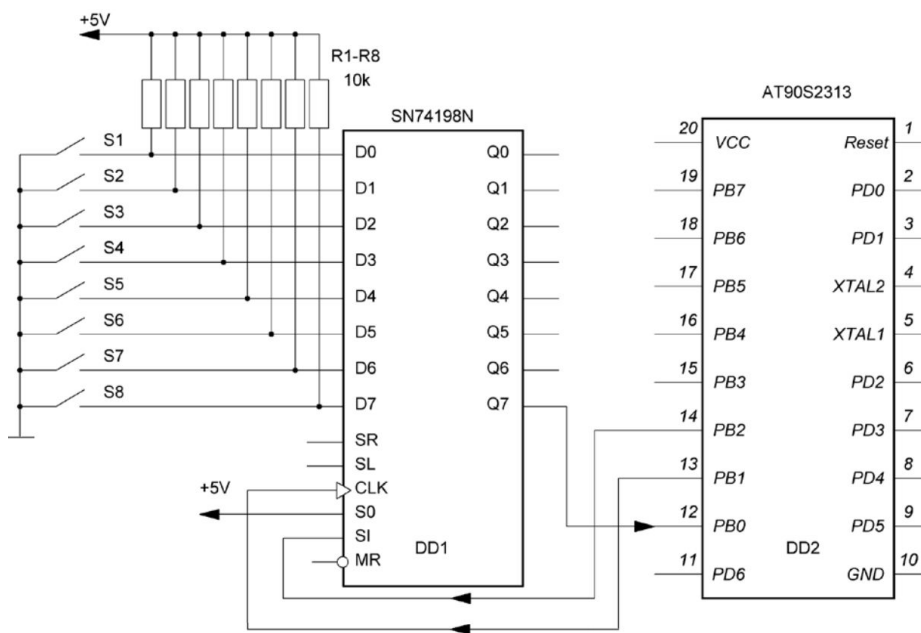 +5V
R1-R8
10k
S1
S2
S3
S4
S5
S6
S7
S8
+5V
SN74198N
D0 Q0
D1 Q1
D2 Q2
D3 Q3
D4 Q4
D5 Q5
D6 Q6
D7 Q7
SR
SL
CLK
S0
SI
MR
DD1
AT90S2313
20 VCC Reset 1
19 PB7 PD0 2
18 PB6 PD1 3
17 PB5 XTAL2 4
16 PB4 XTAL1 5
15 PB3 PD2 6
14 PB2 PD3 7
13 PB1 PD4 8
12 PB0 PD5 9
11 PD6 GND 10
DD2